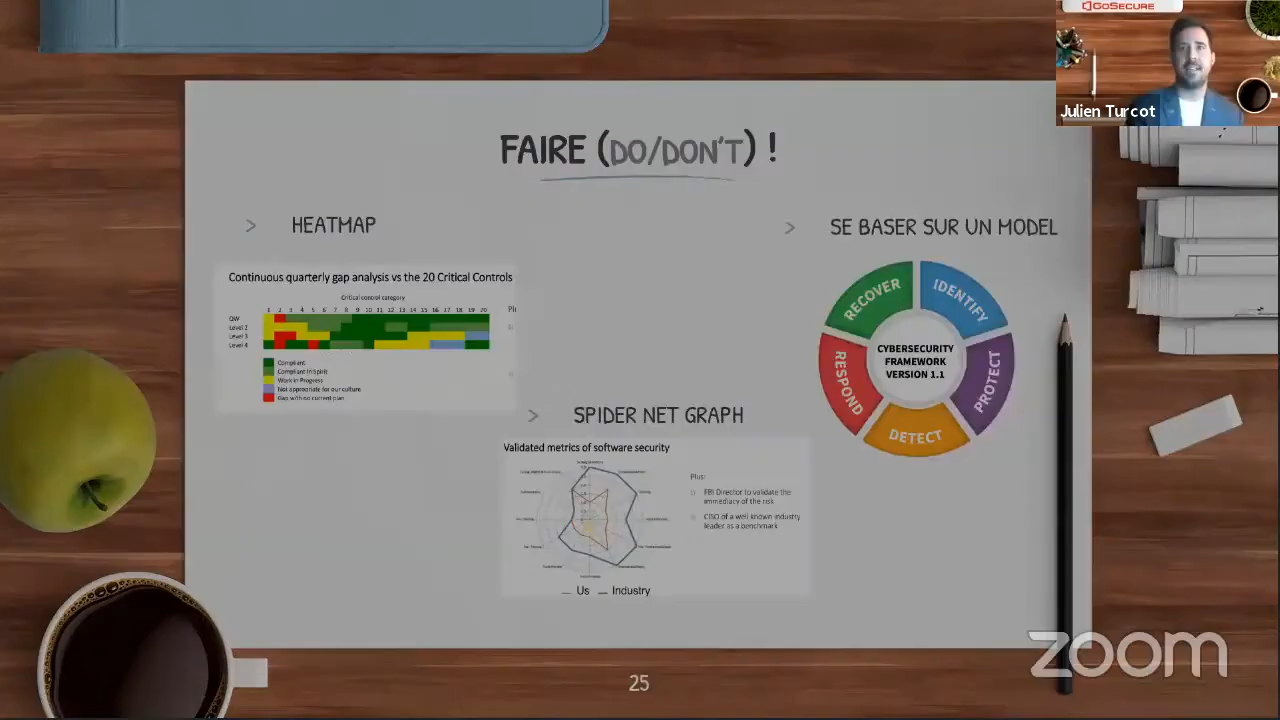 GoSECURE
Julien Turcot
FAIRE (DO/DON'T) !
> HEATMAP
> SE BASER SUR UN MODEL
Continuous quarterly gap analysis vs the 20 Critical Controls
Critical control category
1 2 3 4 5 6 7 8 9 10 11 12 13 14 15 16 17 18 19 20
QW
Level 2
Level 3
Level 4
Compliant
Compliant In Spirit
Work in Progress
Not appropriate for our culture
Gap with no current plan
RECOVER
IDENTIFY
CYBERSECURITY
FRAMEWORK
VERSION 1.1
RESPOND
PROTECT
DETECT
> SPIDER NET GRAPH
Validated metrics of software security
Plus:
FBI Director to validate the
immediacy of the risk
CISO of a well known industry
leader as a benchmark
Us Industry
zoom
25